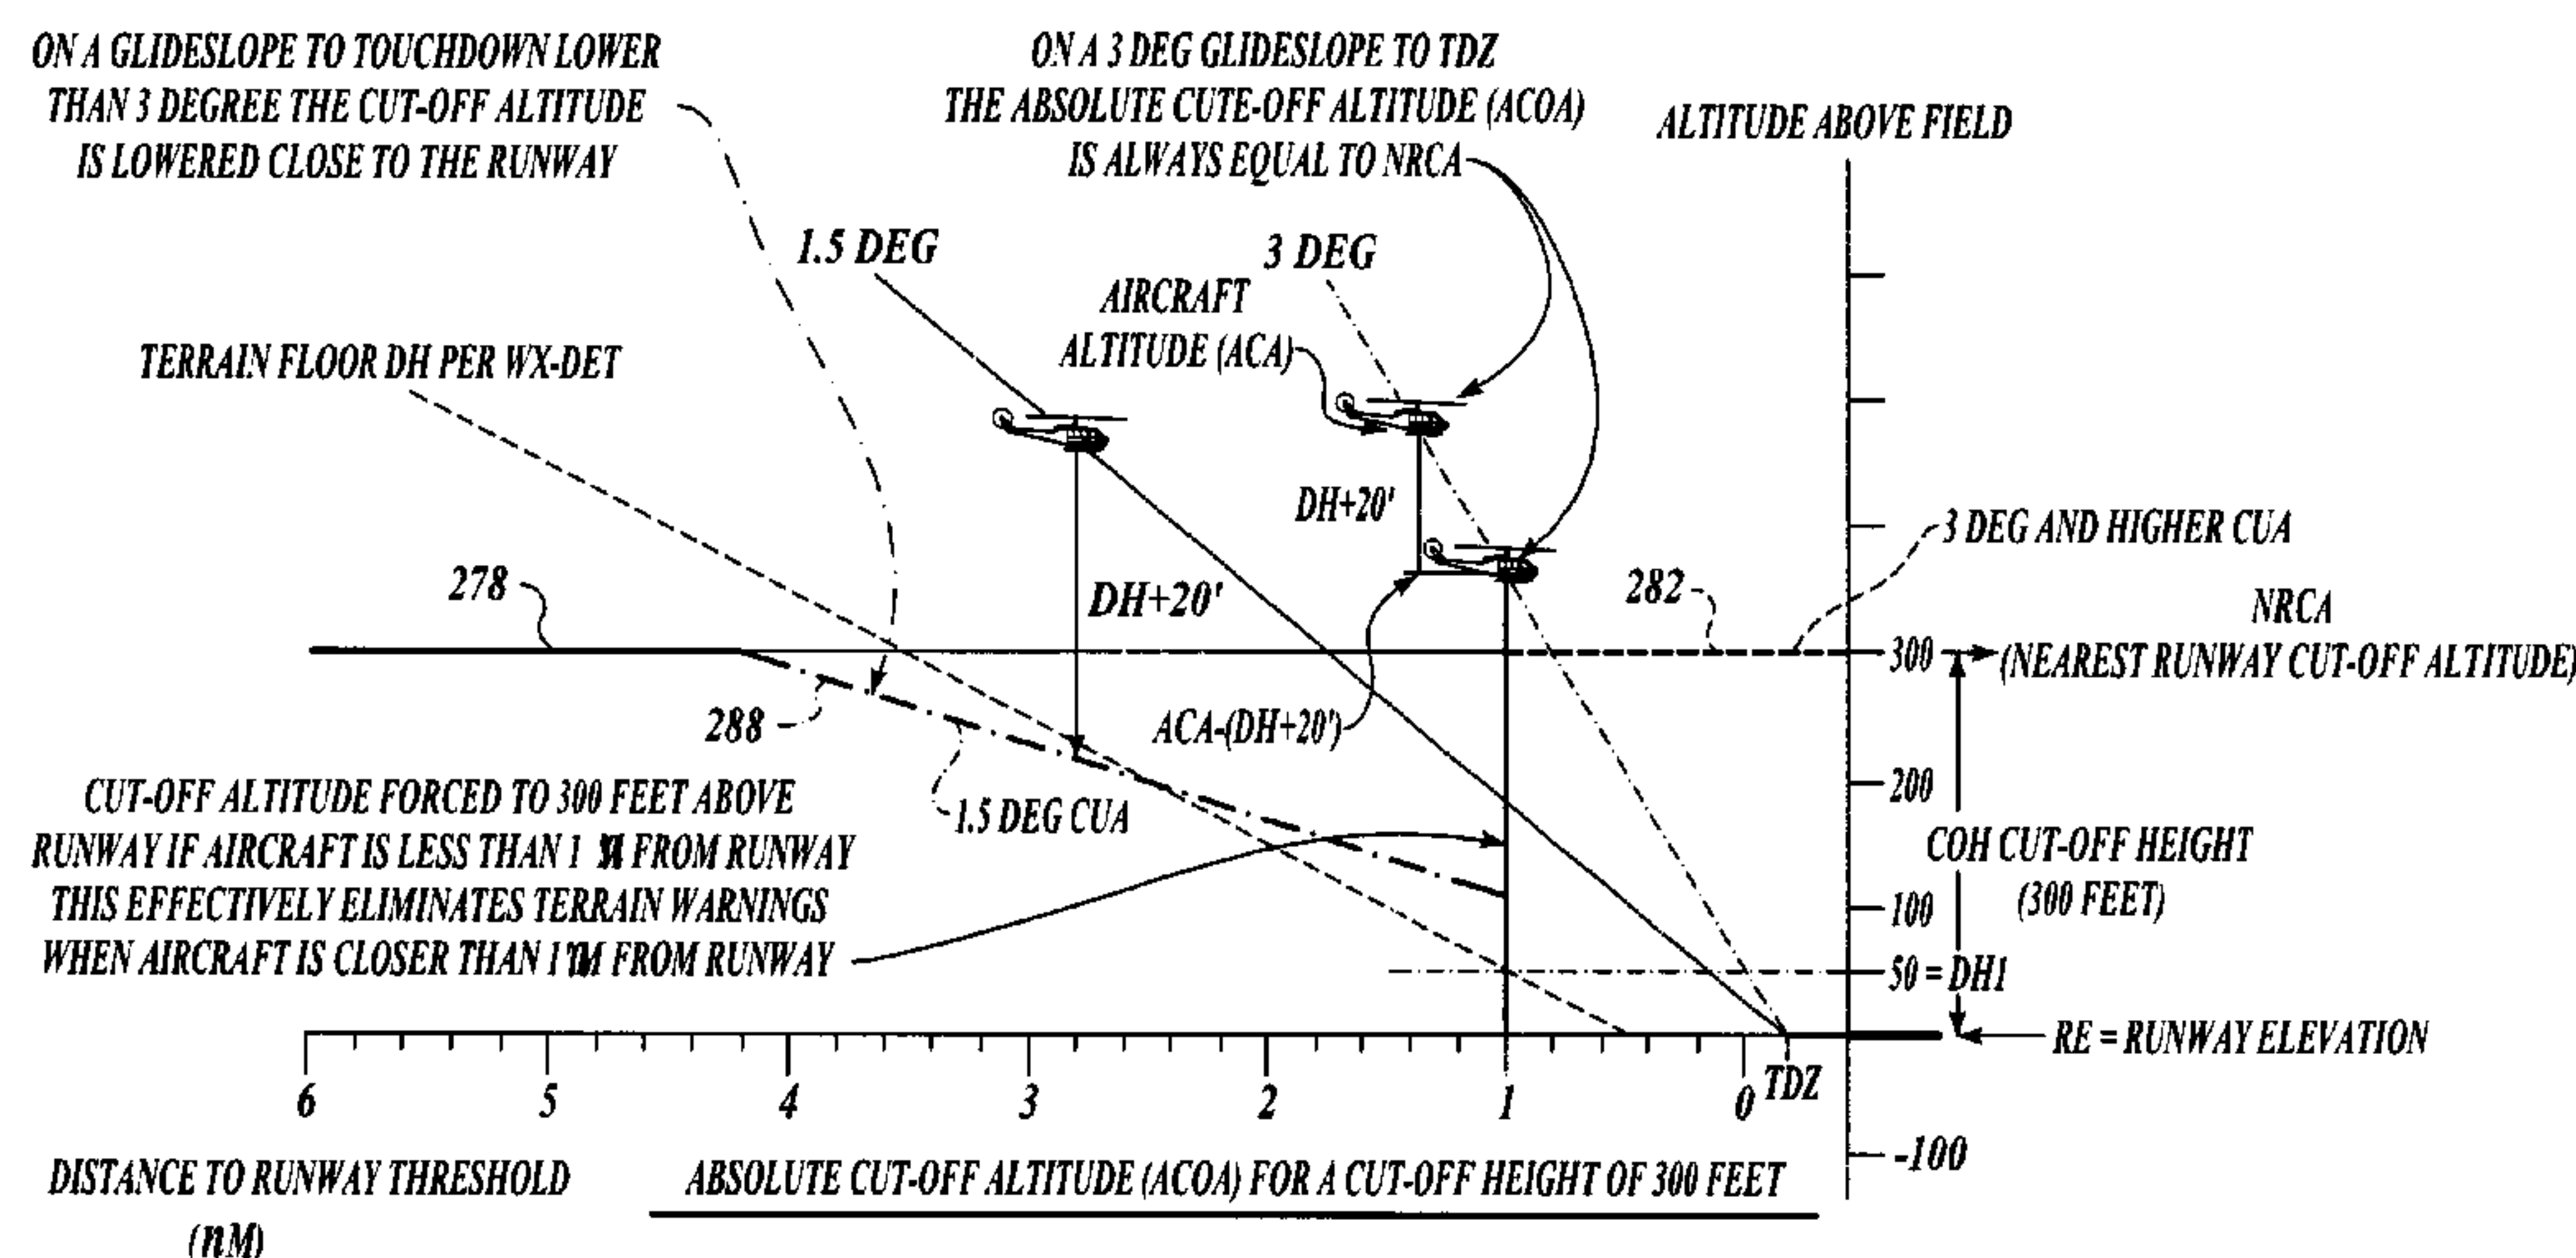 ON A GLIDESLOPE TO TOUCHDOWN LOWER
THAN 3 DEGREE THE CUT-OFF ALTITUDE
IS LOWERED CLOSE TO THE RUNWAY
ON A 3 DEG GLIDESLOPE TO TDZ
THE ABSOLUTE CUTE-OFF ALTITUDE (ACOA)
IS ALWAYS EQUAL TO NRCA
ALTITUDE ABOVE FIELD
1.5 DEG
3 DEG
AIRCRAFT
ALTITUDE (ACA)
TERRAIN FLOOR DH PER WX-DET
DH+20'
3 DEG AND HIGHER CUA
278
DH+20'
282
NRCA
300
(NEAREST RUNWAY CUT-OFF ALTITUDE)
288
ACA-(DH+20')
1.5 DEG CUA
200
CUT-OFF ALTITUDE FORCED TO 300 FEET ABOVE
RUNWAY IF AIRCRAFT IS LESS THAN 1 FROM RUNWAY
THIS EFFECTIVELY ELIMINATES TERRAIN WARNINGS
WHEN AIRCRAFT IS CLOSER THAN 1 FROM RUNWAY
COH CUT-OFF HEIGHT
(300 FEET)
100
50 = DH1
RE = RUNWAY ELEVATION
6 5 4 3 2 1 0 TDZ
-100
DISTANCE TO RUNWAY THRESHOLD
(nM)
ABSOLUTE CUT-OFF ALTITUDE (ACOA) FOR A CUT-OFF HEIGHT OF 300 FEET